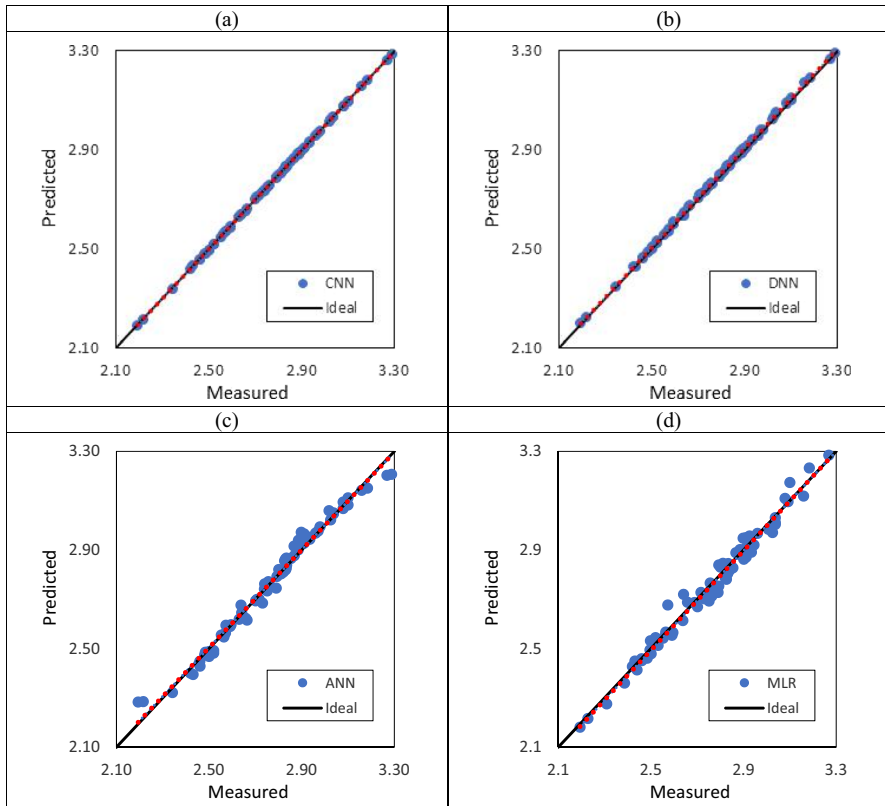 (a)
(b)
3.30
2.90
2.50
2.10
Predicted
CNN
Ideal
2.10
2.50
2.90
3.30
Measured
3.30
2.90
2.50
2.10
Predicted
DNN
Ideal
2.10
2.50
2.90
3.30
Measured
(c)
(d)
3.30
2.90
2.50
2.10
Predicted
ANN
Ideal
2.10
2.50
2.90
3.30
Measured
3.3
2.9
2.5
2.1
Predicted
MLR
Ideal
2.1
2.5
2.9
3.3
Measured